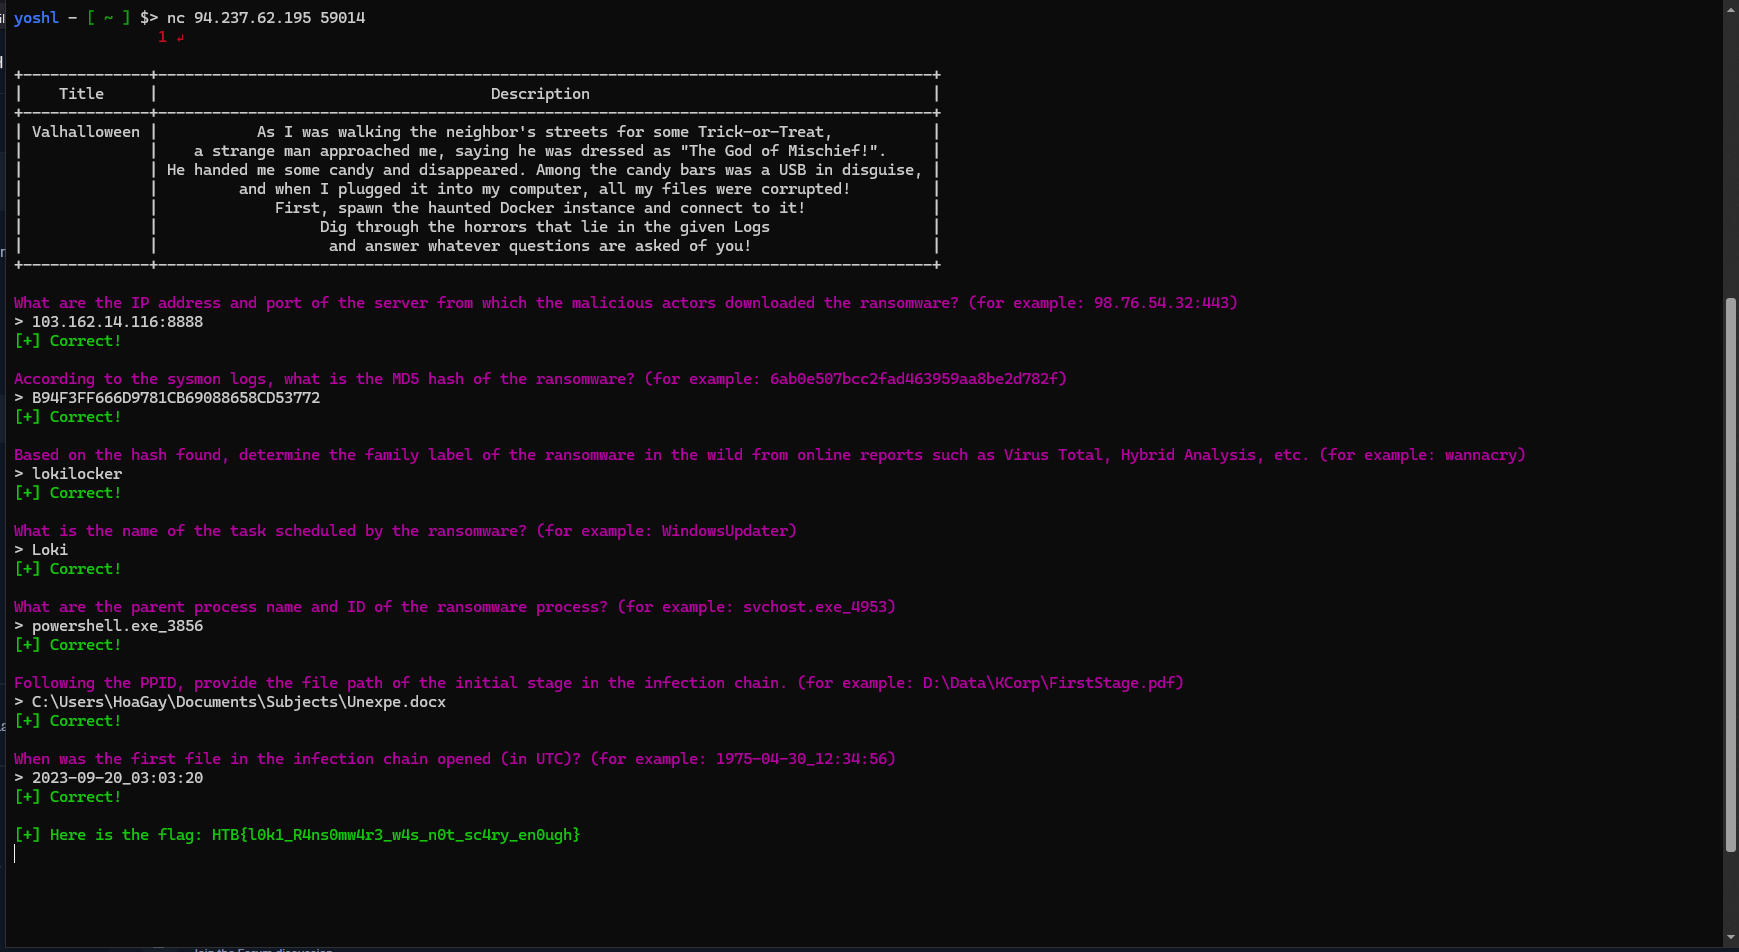 yoshl - [ ~ ] $> nc 94.237.62.195 59014
1 ↵
Title | Description
Valhalloween | As I was walking the neighbor's streets for some Trick-or-Treat,
a strange man approached me, saying he was dressed as "The God of Mischief!".
He handed me some candy and disappeared. Among the candy bars was a USB in disguise,
and when I plugged it into my computer, all my files were corrupted!
First, spawn the haunted Docker instance and connect to it!
Dig through the horrors that lie in the given Logs
and answer whatever questions are asked of you!
What are the IP address and port of the server from which the malicious actors downloaded the ransomware? (for example: 98.76.54.32:443)
> 103.162.14.116:8888
[+] Correct!
According to the sysmon logs, what is the MD5 hash of the ransomware? (for example: 6ab0e507bcc2fad463959aa8be2d782f)
> B94F3FF666D9781CB69088658CD53772
[+] Correct!
Based on the hash found, determine the family label of the ransomware in the wild from online reports such as Virus Total, Hybrid Analysis, etc. (for example: wannacry)
> lokilocker
[+] Correct!
What is the name of the task scheduled by the ransomware? (for example: WindowsUpdater)
> Loki
[+] Correct!
What are the parent process name and ID of the ransomware process? (for example: svchost.exe_4953)
> powershell.exe_3856
[+] Correct!
Following the PPID, provide the file path of the initial stage in the infection chain. (for example: D:\Data\KCorp\FirstStage.pdf)
> C:\Users\HoaGay\Documents\Subjects\Unexpe.docx
[+] Correct!
When was the first file in the infection chain opened (in UTC)? (for example: 1975-04-30_12:34:56)
> 2023-09-20_03:03:20
[+] Correct!
[+] Here is the flag: HTB{l0k1_R4ns0mw4r3_w4s_n0t_sc4ry_en0ugh}